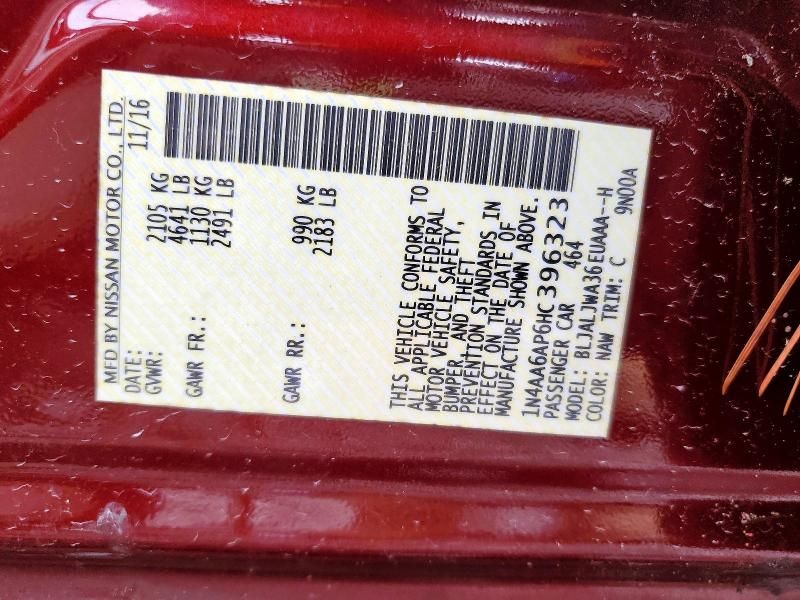 MFD BY NISSAN MOTOR CO., LTD.
DATE: 11/16
GVWR: 2105 KG
4641 LB
GAWR FR.: 1130 KG
2491 LB
GAWR RR.: 990 KG
2183 LB
THIS VEHICLE CONFORMS TO
ALL APPLICABLE FEDERAL
MOTOR VEHICLE SAFETY,
BUMPER, AND THEFT
PREVENTION STANDARDS IN
EFFECT ON THE DATE OF
MANUFACTURE SHOWN ABOVE.
1N4AA6AP6HC396323
PASSENGER CAR 464
MODEL: BLJALJWA36EUAAA--H
COLOR: NAW TRIM: C 9N00A